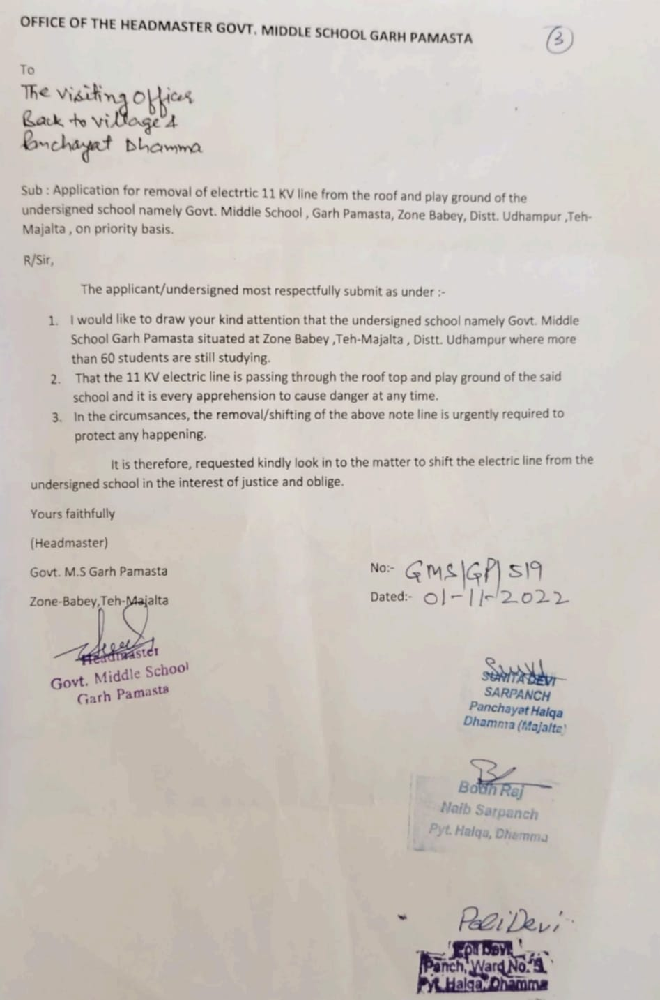 OFFICE OF THE HEADMASTER GOVT. MIDDLE SCHOOL GARH PAMASTA
3
To
The Visiting Officer
Back to Village 4
Panchayat Dhamma
Sub : Application for removal of electrtic 11 KV line from the roof and play ground of the
undersigned school namely Govt. Middle School , Garh Pamasta, Zone Babey, Distt. Udhampur ,Teh-
Majalta , on priority basis.
R/Sir,
The applicant/undersigned most respectfully submit as under :-
1. I would like to draw your kind attention that the undersigned school namely Govt. Middle
School Garh Pamasta situated at Zone Babey ,Teh-Majalta , Distt. Udhampur where more
than 60 students are still studying.
2. That the 11 KV electric line is passing through the roof top and play ground of the said
school and it is every apprehension to cause danger at any time.
3. In the circumsances, the removal/shifting of the above note line is urgently required to
protect any happening.
It is therefore, requested kindly look in to the matter to shift the electric line from the
undersigned school in the interest of justice and oblige.
Yours faithfully
(Headmaster)
Govt. M.S Garh Pamasta
Zone-Babey,Teh-Majalta
No:- GMS/GP/519
Dated:- 01-11-2022
Headmaster
Govt. Middle School
Garh Pamasta
SUNITA DEVI
SARPANCH
Panchayat Halqa
Dhamma (Majalta)
Bodh Raj
Naib Sarpanch
Pyt. Halqa, Dhamma
Poli Devi
Devi
Panch, Ward No.
Pyt. Halqa, Dhamma